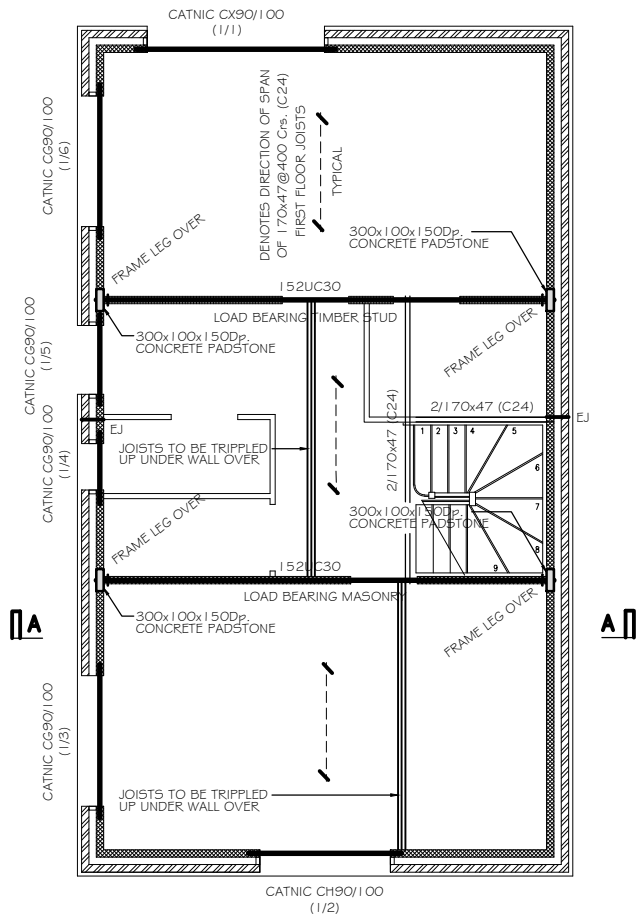 CATNIC CX90/100
(1/1)
CATNIC CG90/100
(1/6)
DENOTES DIRECTION OF SPAN
OF 170x47@400 Crs. (C24)
FIRST FLOOR JOISTS
TYPICAL
FRAME LEG OVER
300x100x150Dp.
CONCRETE PADSTONE
152UC30
LOAD BEARING TIMBER STUD
300x100x150Dp.
CONCRETE PADSTONE
FRAME LEG OVER
CATNIC CG90/100
(1/5)
2/170x47 (C24)
EJ
EJ
CATNIC CG90/100
(1/4)
JOISTS TO BE TRIPPLED
UP UNDER WALL OVER
2/170x47 (C24)
1
2
3
4
5
6
7
8
9
300x100x150Dp.
CONCRETE PADSTONE
FRAME LEG OVER
152UC30
LOAD BEARING MASONRY
300x100x150Dp.
CONCRETE PADSTONE
FRAME LEG OVER
A
A
CATNIC CG90/100
(1/3)
JOISTS TO BE TRIPPLED
UP UNDER WALL OVER
CATNIC CH90/100
(1/2)